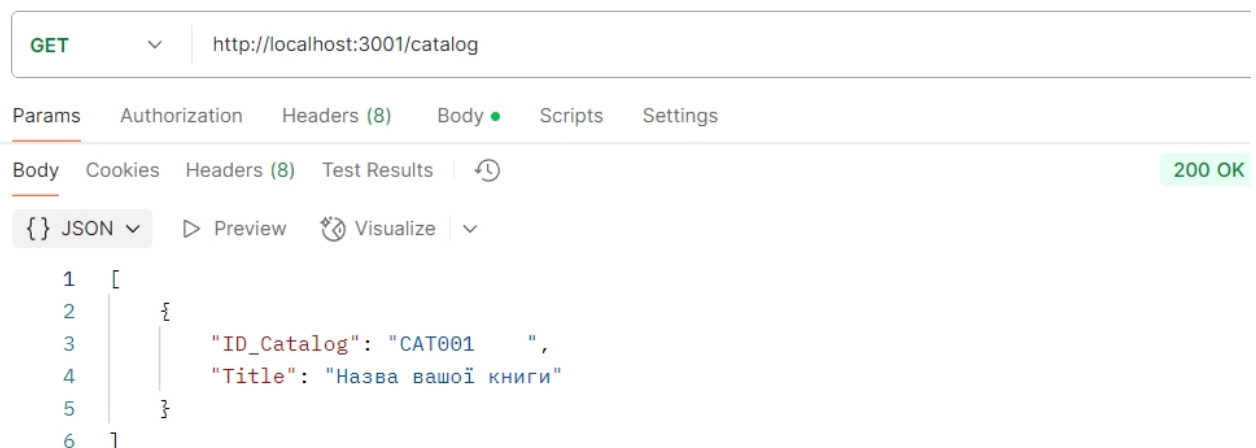 GET http://localhost:3001/catalog
Params Authorization Headers (8) Body Scripts Settings
Body Cookies Headers (8) Test Results 200 OK
{} JSON Preview Visualize
1 [
2 {
3 "ID_Catalog": "CAT001    ",
4 "Title": "Назва вашої книги"
5 }
6 ]